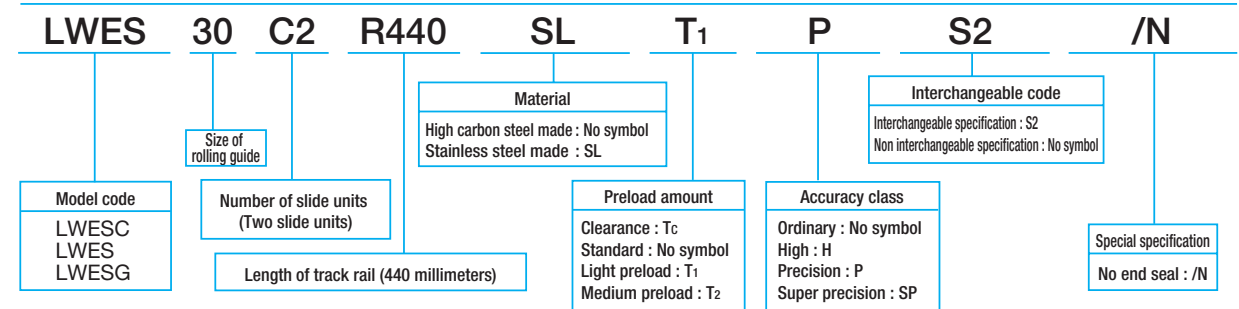 LWES 30 C2 R440 SL T1 P S2 /N
Material
High carbon steel made : No symbol
Stainless steel made : SL
Interchangeable code
Interchangeable specification : S2
Non interchangeable specification : No symbol
Size of
rolling guide
Model code
LWESC
LWES
LWESG
Number of slide units
(Two slide units)
Length of track rail (440 millimeters)
Preload amount
Clearance : Tc
Standard : No symbol
Light preload : T1
Medium preload : T2
Accuracy class
Ordinary : No symbol
High : H
Precision : P
Super precision : SP
Special specification
No end seal : /N